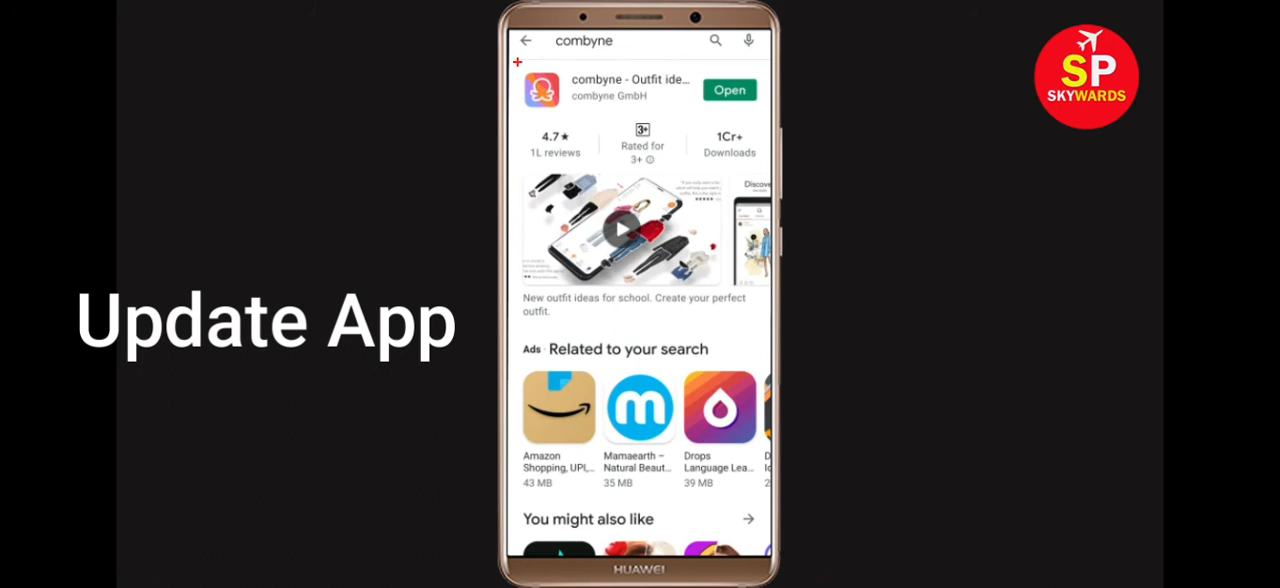 combyne
SP
SKYWARDS
combyne - Outfit ide...
combyne GmbH
Open
4.7★
1L reviews
3+
Rated for
3+
1Cr+
Downloads
Discove
New outfit ideas for school. Create your perfect
outfit.
Update App
Ads · Related to your search
Amazon
Shopping, UPI,...
43 MB
Mamaearth –
Natural Beaut...
35 MB
Drops
Language Lea...
39 MB
You might also like
HUAWEI